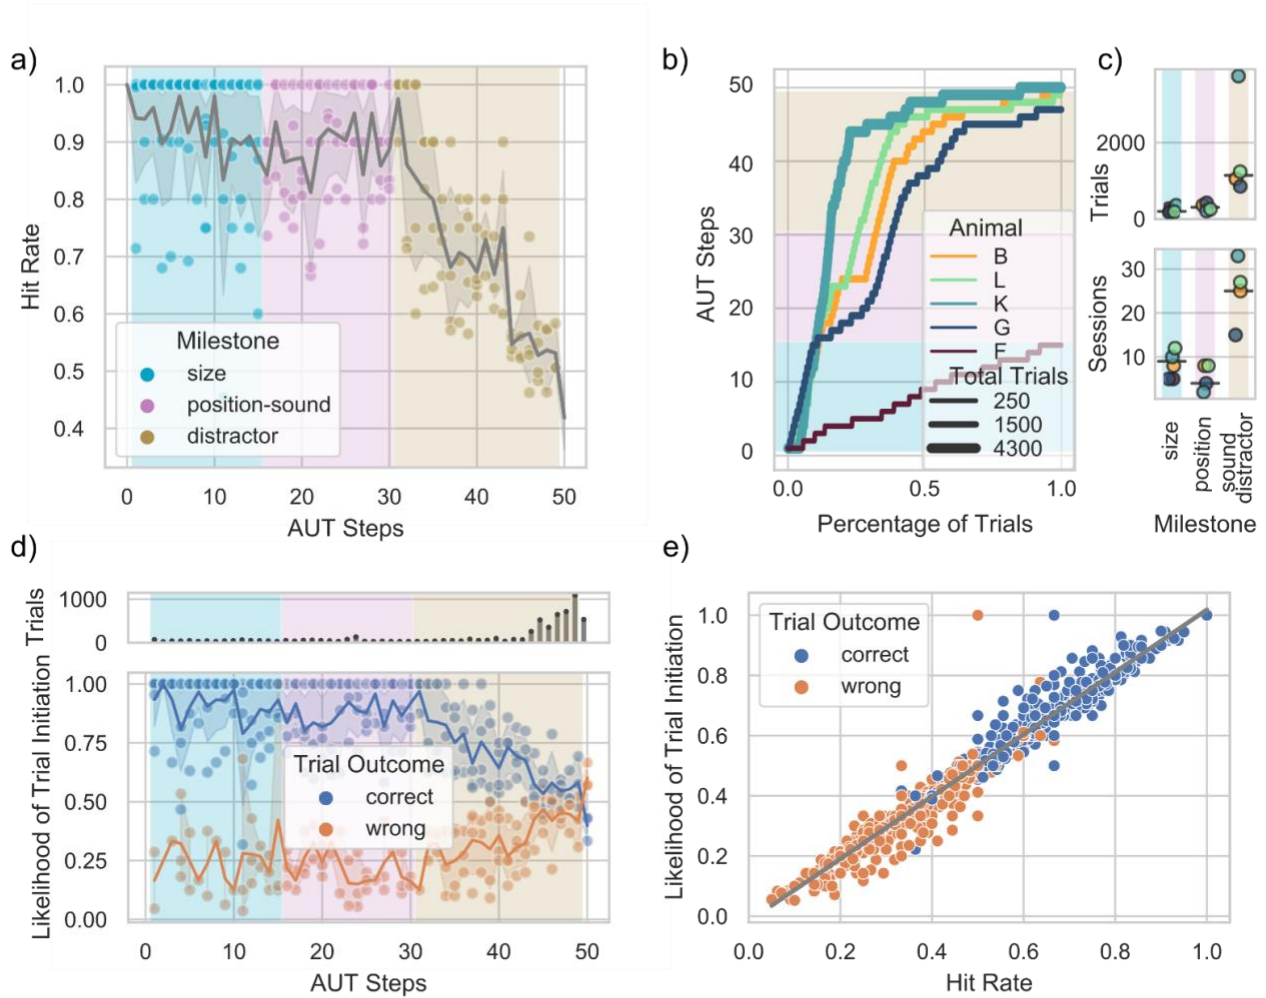 a)
1.0
0.9
0.8
0.7
0.6
0.5
0.4
Hit Rate
Milestone
size
position-sound
distractor
0 10 20 30 40 50
AUT Steps
b)
50
40
30
20
10
0
AUT Steps
Animal
B
L
K
G
F
Total Trials
250
1500
4300
0.0 0.5 1.0
Percentage of Trials
c)
2000
0
Trials
30
20
10
Sessions
size
position
sound
distractor
Milestone
d)
1000
0
Trials
1.00
0.75
0.50
0.25
0.00
Likelihood of Trial Initiation
Trial Outcome
correct
wrong
0 10 20 30 40 50
AUT Steps
e)
1.0
0.8
0.6
0.4
0.2
0.0
Likelihood of Trial Initiation
Trial Outcome
correct
wrong
0.0 0.2 0.4 0.6 0.8 1.0
Hit Rate